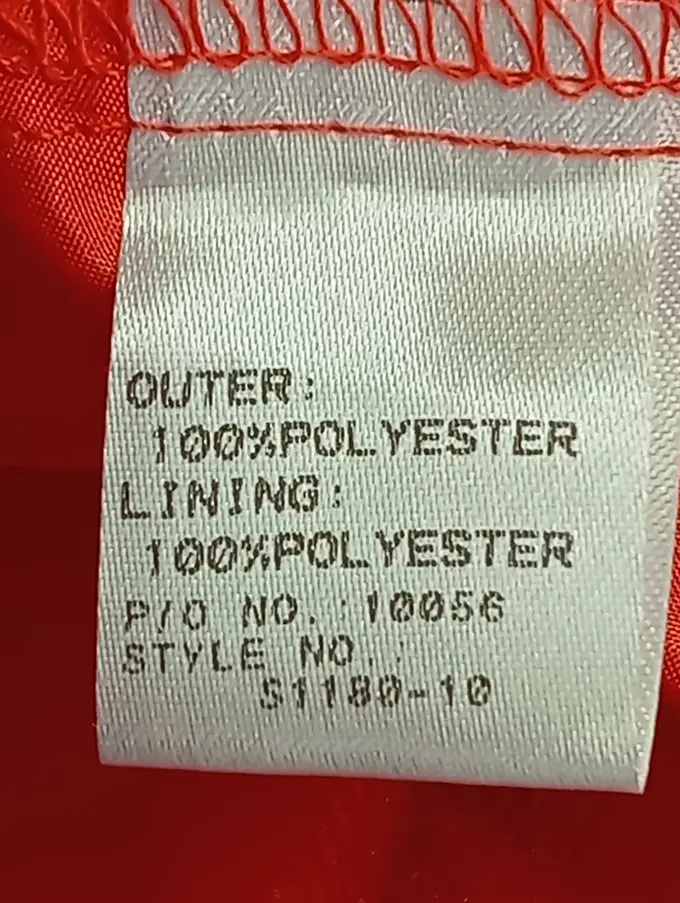 OUTER:
100%POLYESTER
LINING:
100%POLYESTER
P/O NO.:10056
STYLE NO.:
S1180-10